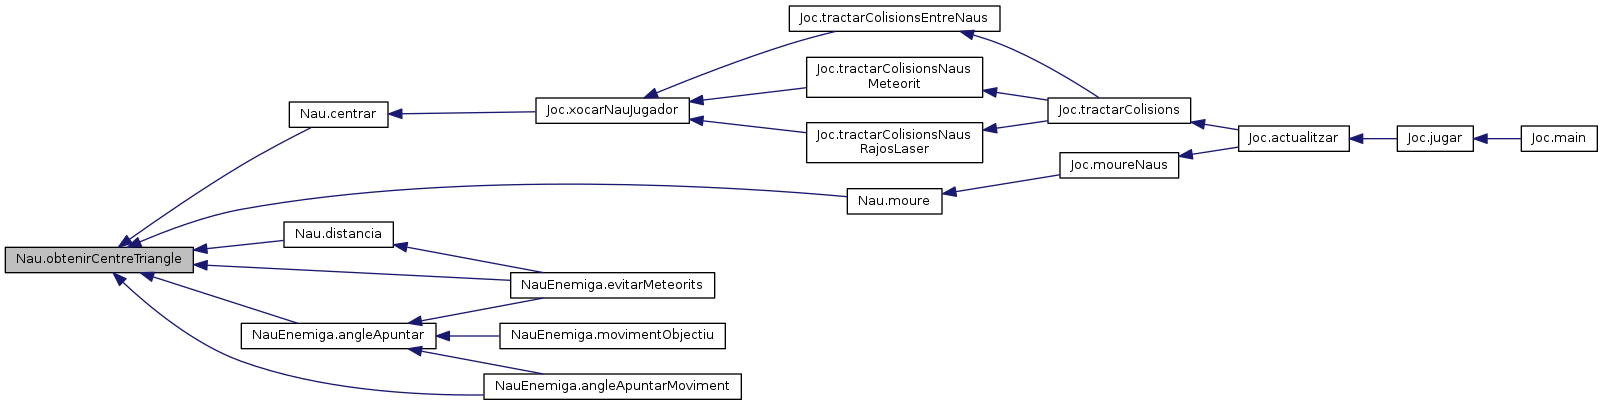 Joc.tractarColisionsEntreNaus
Joc.tractarColisionsNaus
Meteorit
Nau.centrar
Joc.xocarNauJugador
Joc.tractarColisions
Joc.tractarColisionsNaus
RajosLaser
Joc.actualitzar
Joc.jugar
Joc.main
Joc.moureNaus
Nau.moure
Nau.distancia
Nau.obtenirCentreTriangle
NauEnemiga.evitarMeteorits
NauEnemiga.angleApuntar
NauEnemiga.movimentObjectiu
NauEnemiga.angleApuntarMoviment